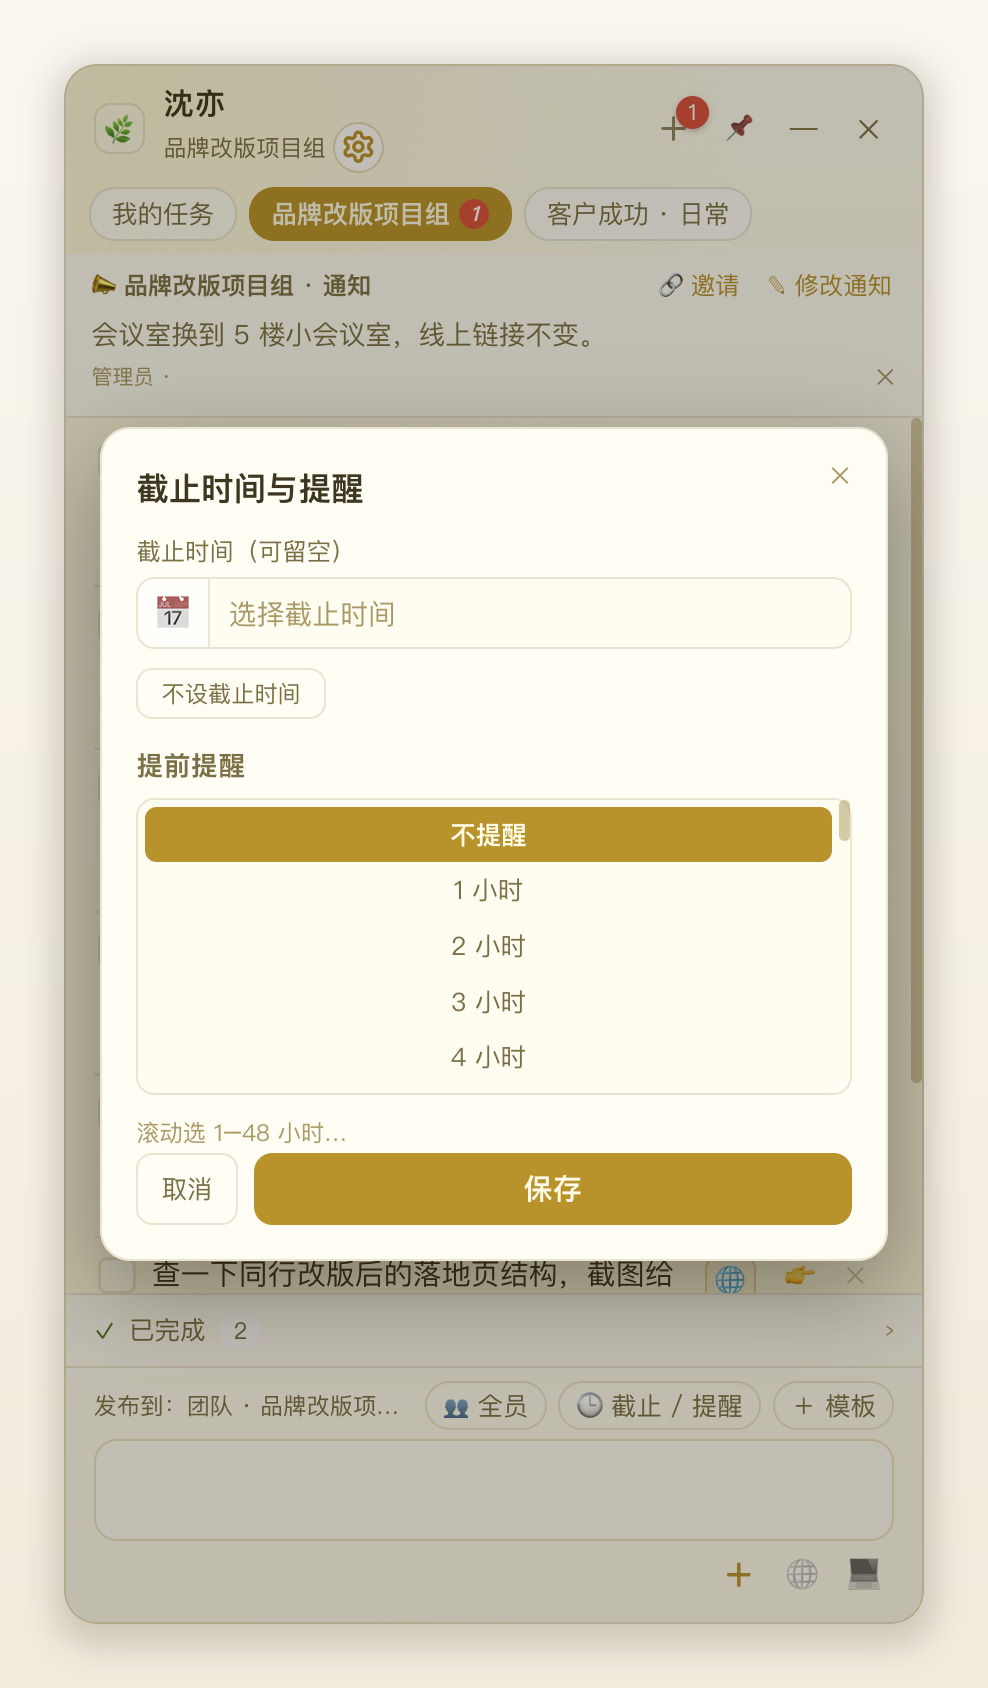 沈亦
品牌改版项目组
1
我的任务
品牌改版项目组 1
客户成功 · 日常
品牌改版项目组 · 通知
邀请
修改通知
会议室换到 5 楼小会议室，线上链接不变。
管理员 ·
截止时间与提醒
截止时间（可留空）
JUL
17
选择截止时间
不设截止时间
提前提醒
不提醒
1 小时
2 小时
3 小时
4 小时
滚动选 1–48 小时…
取消
保存
查一下同行改版后的落地页结构，截图给
已完成 2
发布到：团队 · 品牌改版项…
全员
截止 / 提醒
＋ 模板